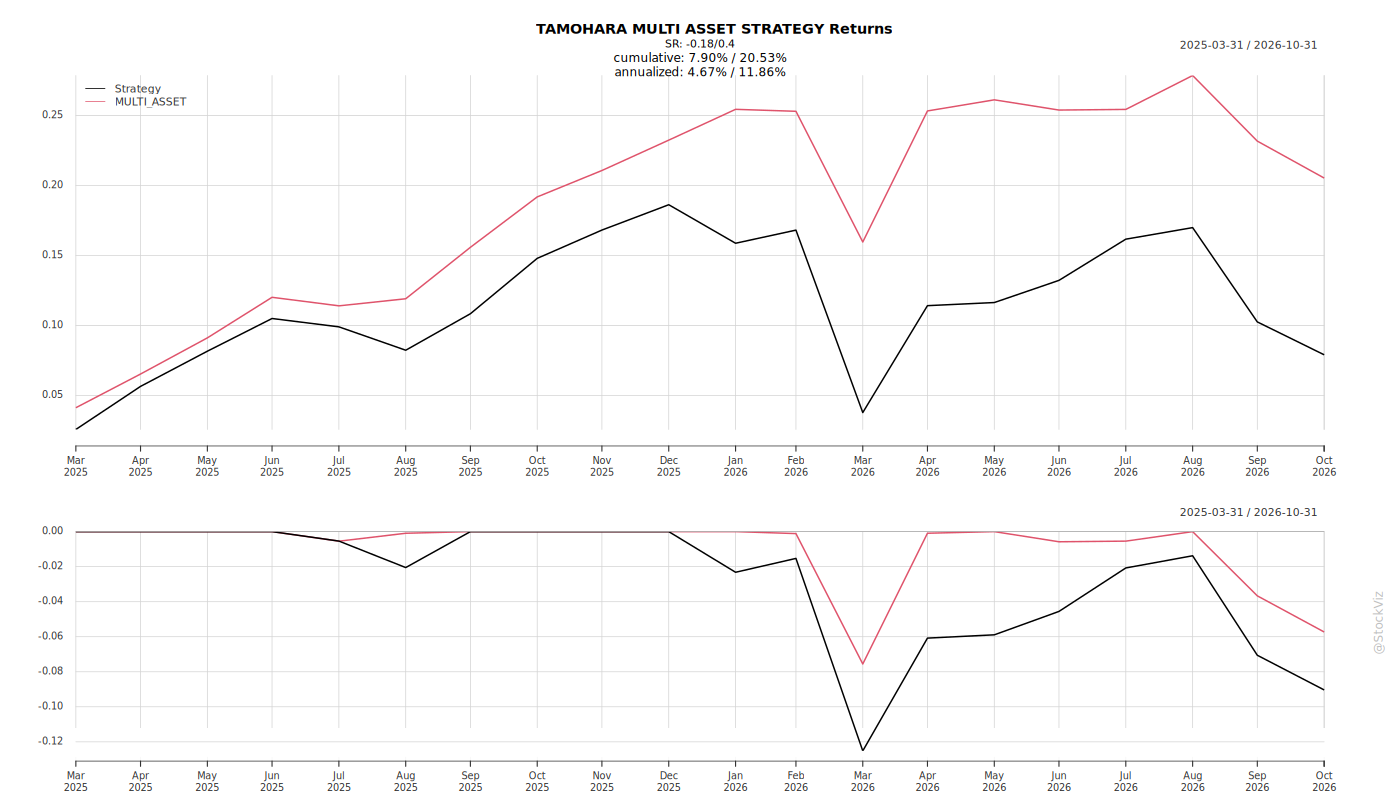 TAMOHARA MULTI ASSET STRATEGY Returns
SR: -0.18/0.4
cumulative: 7.90% / 20.53%
annualized: 4.67% / 11.86%
2025-03-31 / 2026-10-31
Strategy
MULTI_ASSET
0.25
0.20
0.15
0.10
0.05
Mar Apr May Jun Jul Aug Sep Oct Nov Dec Jan Feb Mar Apr May Jun Jul Aug Sep Oct
2025 2025 2025 2025 2025 2025 2025 2025 2025 2025 2026 2026 2026 2026 2026 2026 2026 2026 2026 2026
2025-03-31 / 2026-10-31
0.00
-0.02
-0.04
-0.06
-0.08
-0.10
-0.12
Mar Apr May Jun Jul Aug Sep Oct Nov Dec Jan Feb Mar Apr May Jun Jul Aug Sep Oct
2025 2025 2025 2025 2025 2025 2025 2025 2025 2025 2026 2026 2026 2026 2026 2026 2026 2026 2026 2026
@StockViz